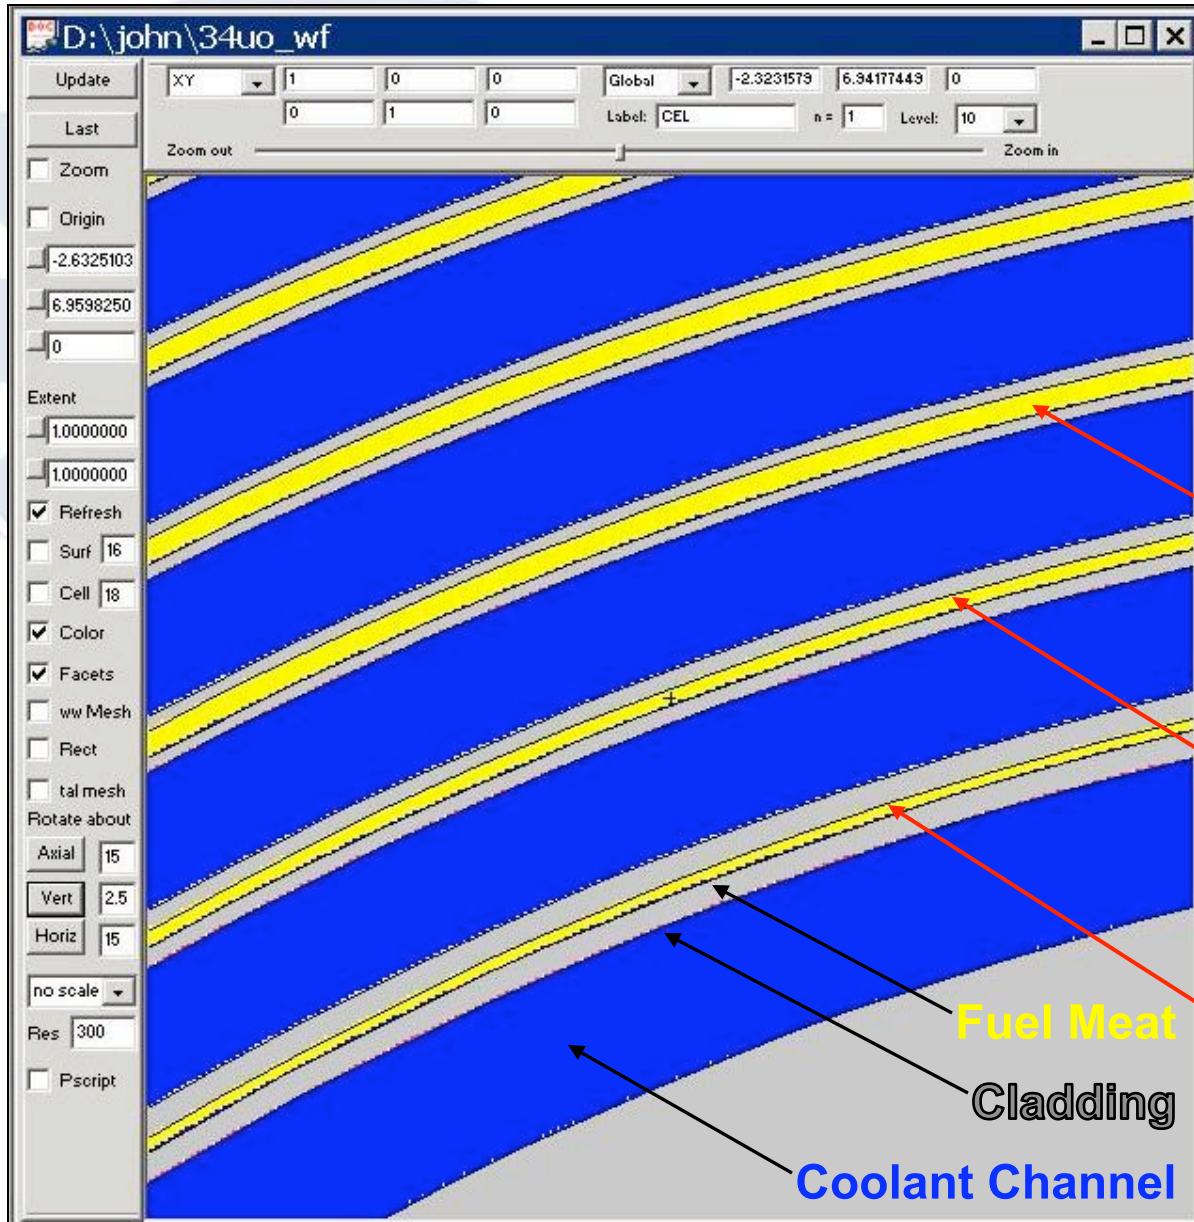 D:\john\34uo_wf
Update
XY 1 0 0 Global -2.3231579 6.94177449 0
Last
0 1 0 Label: CEL n = 1 Level: 10
Zoom out Zoom in
Zoom
Origin
-2.6325103
6.9598250
0
Extent
1.0000000
1.0000000
Refresh
Surf 16
Cell 18
Color
Facets
ww Mesh
Rect
tal mesh
Rotate about
Axial 15
Vert 2.5
Horiz 15
no scale
Res 300
Pscript
Fuel Meat
Cladding
Coolant Channel